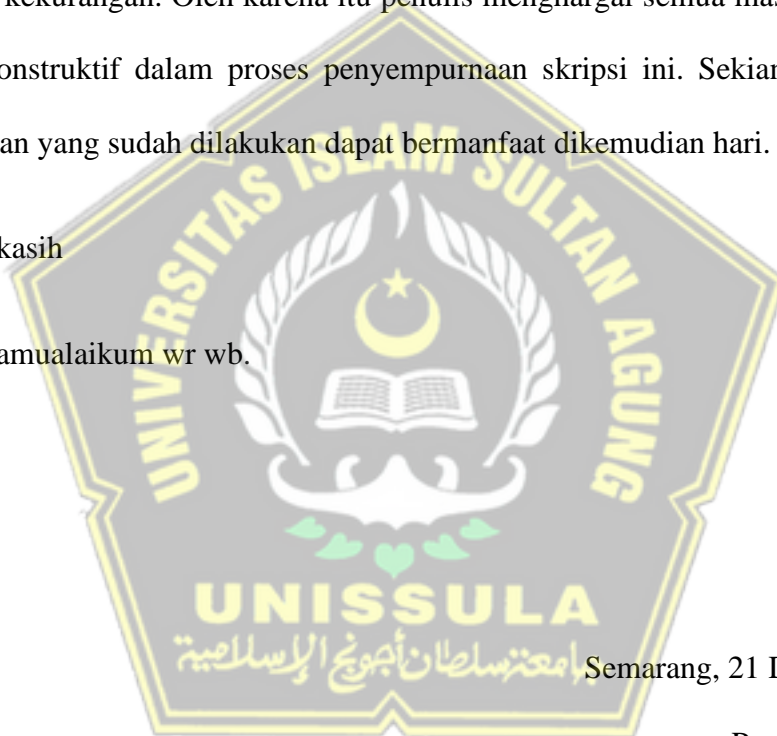 kekurangan. Oleh karena itu penulis menghargai semua
onstruktif dalam proses penyempurnaan skripsi ini. Sekian
an yang sudah dilakukan dapat bermanfaat dikemudian hari.
kasih
amualaikum wr wb.
UNIVERSITAS ISLAM SULTAN AGUNG
UNISSULA
جامعة سلطان أجونج الإسلامية
Semarang, 21 D